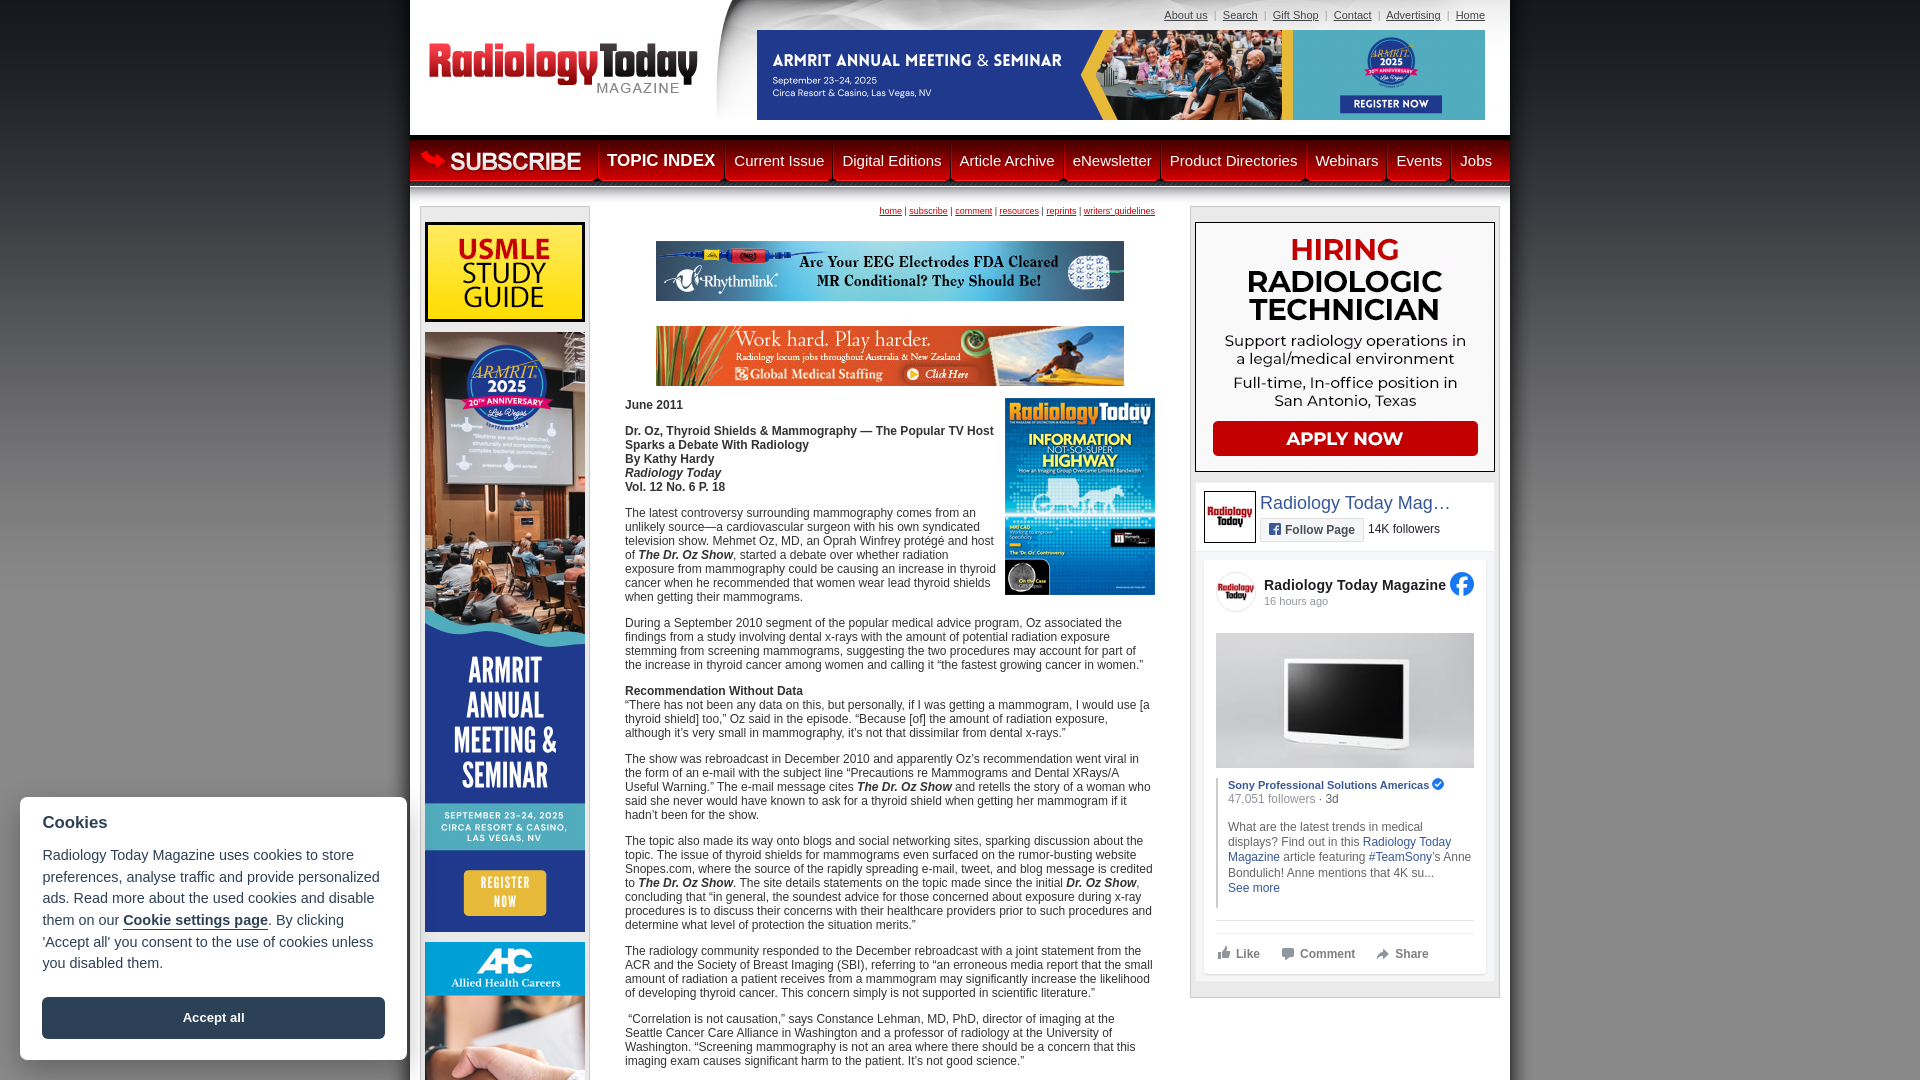 About us | Search | Gift Shop | Contact | Advertising | Home
RadiologyToday
MAGAZINE
ARMRIT ANNUAL MEETING & SEMINAR
September 23-24, 2025
Circa Resort & Casino, Las Vegas, NV
ARMRIT
2025
20TH ANNIVERSARY
Las Vegas
REGISTER NOW
SUBSCRIBE
TOPIC INDEX
Current Issue
Digital Editions
Article Archive
eNewsletter
Product Directories
Webinars
Events
Jobs
USMLE
STUDY
GUIDE
ARMRIT
2025
20TH ANNIVERSARY
Las Vegas
SEPTEMBER 23-24
ARMRIT
ANNUAL
MEETING &
SEMINAR
SEPTEMBER 23-24, 2025
CIRCA RESORT & CASINO,
LAS VEGAS, NV
REGISTER
NOW
AHC
Allied Health Careers
home | subscribe | comment | resources | reprints | writers' guidelines
Rhythmlink
Are Your EEG Electrodes FDA Cleared
MR Conditional? They Should Be!
Work hard. Play harder.
Radiology locum jobs throughout Australia & New Zealand
Global Medical Staffing
Click Here
June 2011
Dr. Oz, Thyroid Shields & Mammography — The Popular TV Host
Sparks a Debate With Radiology
By Kathy Hardy
Radiology Today
Vol. 12 No. 6 P. 18
RadiologyToday
INFORMATION
NOT-SO-SUPER
HIGHWAY
How an Imaging Group Overcame Limited Bandwidth
MRI CAD
Working to Improve
Specificity
The 'Dr. Oz' Controversy
On the Case
The latest controversy surrounding mammography comes from an
unlikely source—a cardiovascular surgeon with his own syndicated
television show. Mehmet Oz, MD, an Oprah Winfrey protégé and host
of The Dr. Oz Show, started a debate over whether radiation
exposure from mammography could be causing an increase in thyroid
cancer when he recommended that women wear lead thyroid shields
when getting their mammograms.
During a September 2010 segment of the popular medical advice program, Oz associated the
findings from a study involving dental x-rays with the amount of potential radiation exposure
stemming from screening mammograms, suggesting the two procedures may account for part of
the increase in thyroid cancer among women and calling it “the fastest growing cancer in women.”
Recommendation Without Data
“There has not been any data on this, but personally, if I was getting a mammogram, I would use [a
thyroid shield] too,” Oz said in the episode. “Because [of] the amount of radiation exposure,
although it’s very small in mammography, it’s not that dissimilar from dental x-rays.”
The show was rebroadcast in December 2010 and apparently Oz’s recommendation went viral in
the form of an e-mail with the subject line “Precautions re Mammograms and Dental XRays/A
Useful Warning.” The e-mail message cites The Dr. Oz Show and retells the story of a woman who
said she never would have known to ask for a thyroid shield when getting her mammogram if it
hadn’t been for the show.
The topic also made its way onto blogs and social networking sites, sparking discussion about the
topic. The issue of thyroid shields for mammograms even surfaced on the rumor-busting website
Snopes.com, where the source of the rapidly spreading e-mail, tweet, and blog message is credited
to The Dr. Oz Show. The site details statements on the topic made since the initial Dr. Oz Show,
concluding that “in general, the soundest advice for those concerned about exposure during x-ray
procedures is to discuss their concerns with their healthcare providers prior to such procedures and
determine what level of protection the situation merits.”
The radiology community responded to the December rebroadcast with a joint statement from the
ACR and the Society of Breast Imaging (SBI), referring to “an erroneous media report that the small
amount of radiation a patient receives from a mammogram may significantly increase the likelihood
of developing thyroid cancer. This concern simply is not supported in scientific literature.”
“Correlation is not causation,” says Constance Lehman, MD, PhD, director of imaging at the
Seattle Cancer Care Alliance in Washington and a professor of radiology at the University of
Washington. “Screening mammography is not an area where there should be a concern that this
imaging exam causes significant harm to the patient. It’s not good science.”
HIRING
RADIOLOGIC
TECHNICIAN
Support radiology operations in
a legal/medical environment
Full-time, In-office position in
San Antonio, Texas
APPLY NOW
Radiology
Today
Radiology Today Mag…
Follow Page
14K followers
Radiology
Today
Radiology Today Magazine
16 hours ago
Sony Professional Solutions Americas
47,051 followers · 3d
What are the latest trends in medical
displays? Find out in this Radiology Today
Magazine article featuring #TeamSony's Anne
Bondulich! Anne mentions that 4K su...
See more
Like
Comment
Share
Cookies
Radiology Today Magazine uses cookies to store
preferences, analyse traffic and provide personalized
ads. Read more about the used cookies and disable
them on our Cookie settings page. By clicking
'Accept all' you consent to the use of cookies unless
you disabled them.
Accept all